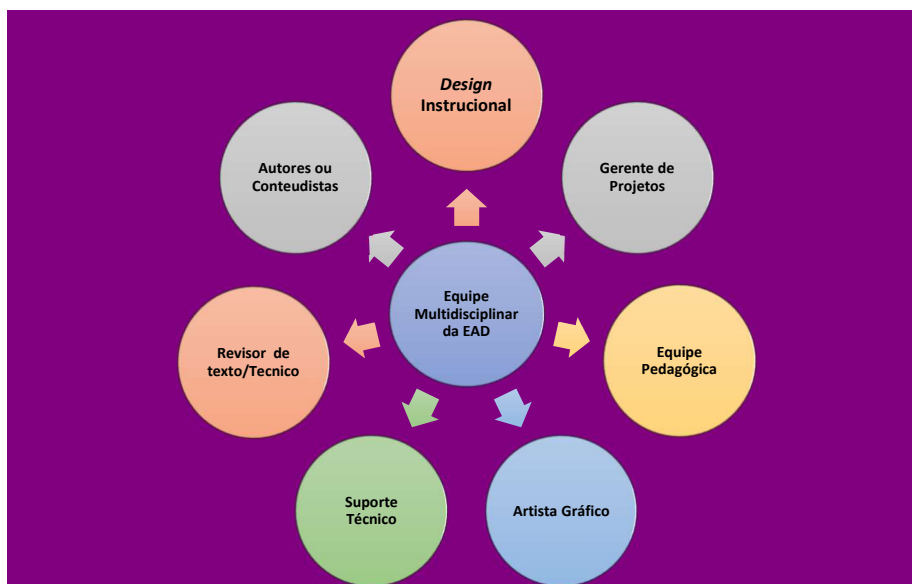 Design
Instrucional
Autores ou
Conteudistas
Gerente de
Projetos
Equipe
Multidisciplinar
da EAD
Revisor de
texto/Tecnico
Equipe
Pedagógica
Suporte
Técnico
Artista Gráfico